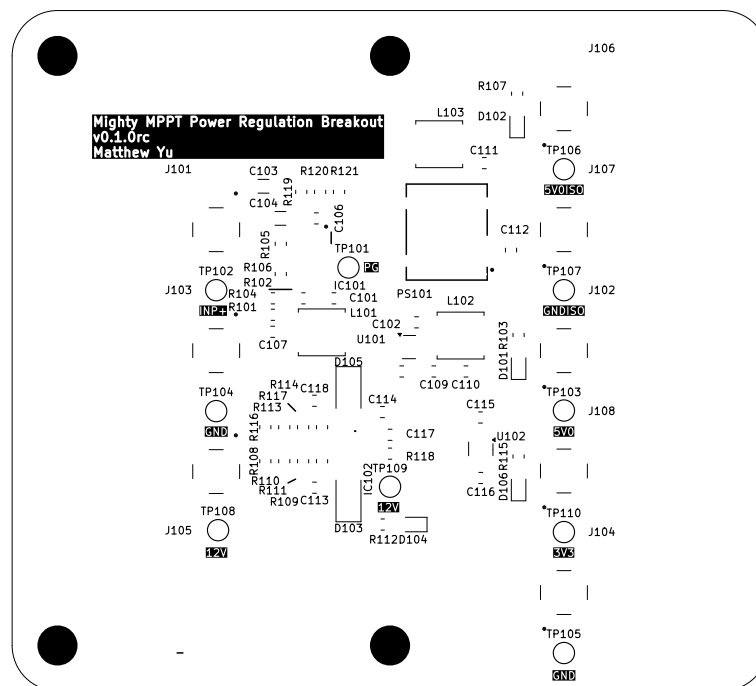 J106
R107
L103
D102
Mighty MPPT Power Regulation Breakout
v0.1.0rc
Matthew Yu
C111
TP106
J101
C103
R120
R121
J107
R119
5V0ISO
C104
C106
R105
TP101
C112
R106
PG
TP102
R102
IC101
TP107
J103
R104
C101
PS101
L102
J102
INP+
R101
L101
GNDISO
C102
U101
R103
C107
D105
D101
R114
C118
C109
C110
R117
TP104
R113
C114
C115
TP103
J108
GND
R116
C117
U102
5V0
R118
R115
R108
TP109
R110
IC102
D106
R111
C116
R109
C113
12V
TP108
TP110
J105
D103
R112
D104
J104
12V
3V3
TP105
GND